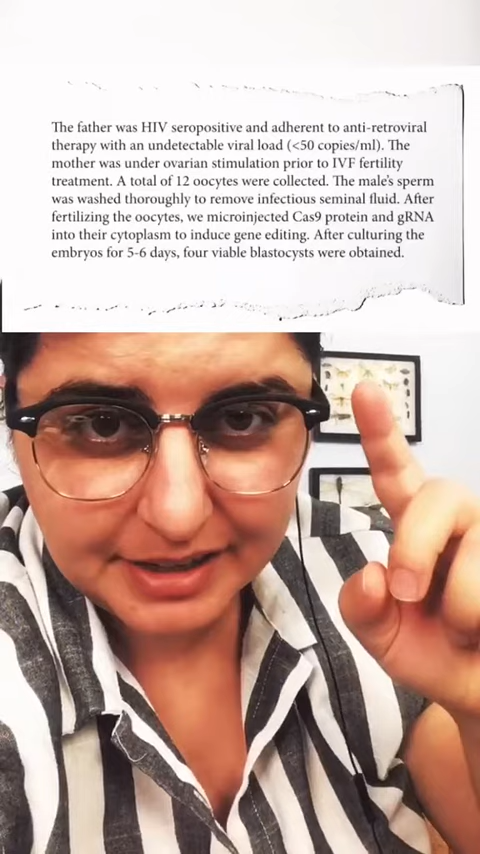 The father was HIV seropositive and adherent to anti-retroviral
therapy with an undetectable viral load (<50 copies/ml). The
mother was under ovarian stimulation prior to IVF fertility
treatment. A total of 12 oocytes were collected. The male's sperm
was washed thoroughly to remove infectious seminal fluid. After
fertilizing the oocytes, we microinjected Cas9 protein and gRNA
into their cytoplasm to induce gene editing. After culturing the
embryos for 5-6 days, four viable blastocysts were obtained.